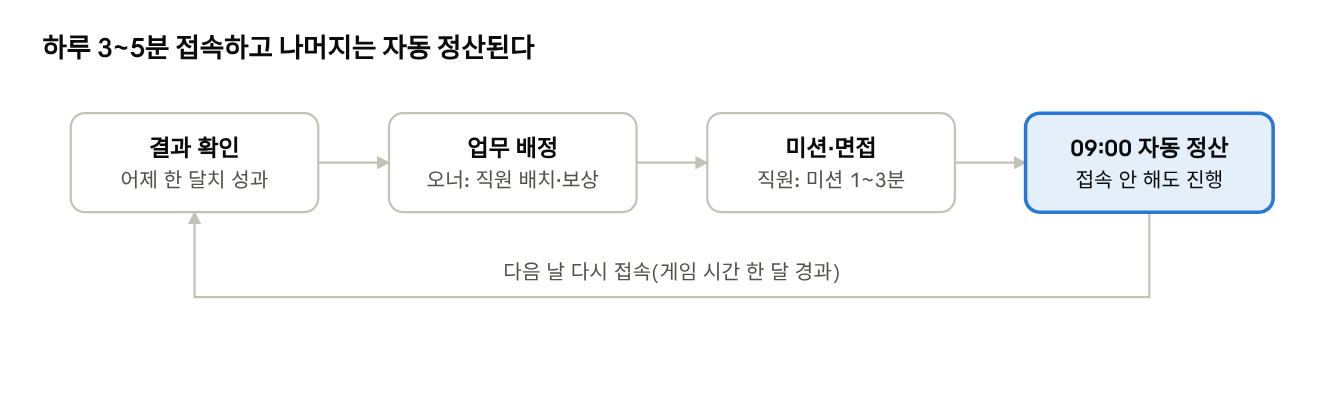 하루 3~5분 접속하고 나머지는 자동 정산된다
결과 확인
어제 한 달치 성과
업무 배정
오너: 직원 배치·보상
미션·면접
직원: 미션 1~3분
09:00 자동 정산
접속 안 해도 진행
다음 날 다시 접속(게임 시간 한 달 경과)